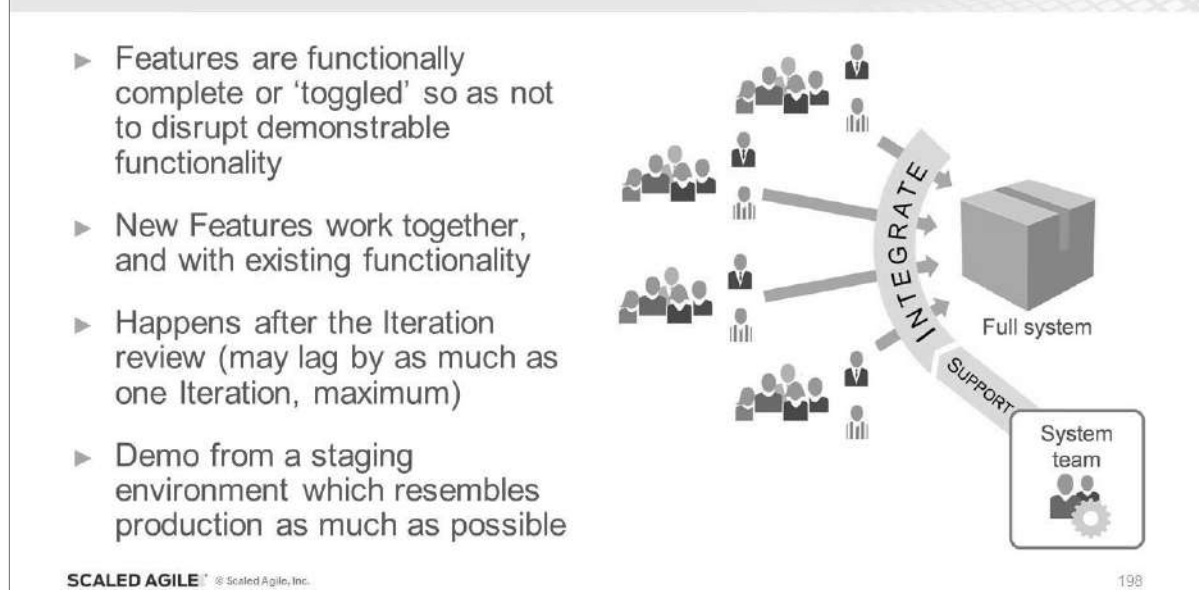 ► Features are functionally
complete or ‘toggled’ so as not
to disrupt demonstrable
functionality
► New Features work together,
and with existing functionality
► Happens after the Iteration
review (may lag by as much as
one Iteration, maximum)
► Demo from a staging
environment which resembles
production as much as possible
INTEGRATE
Full system
SUPPORT
System
team
SCALED AGILE © Scaled Agile, Inc.
198